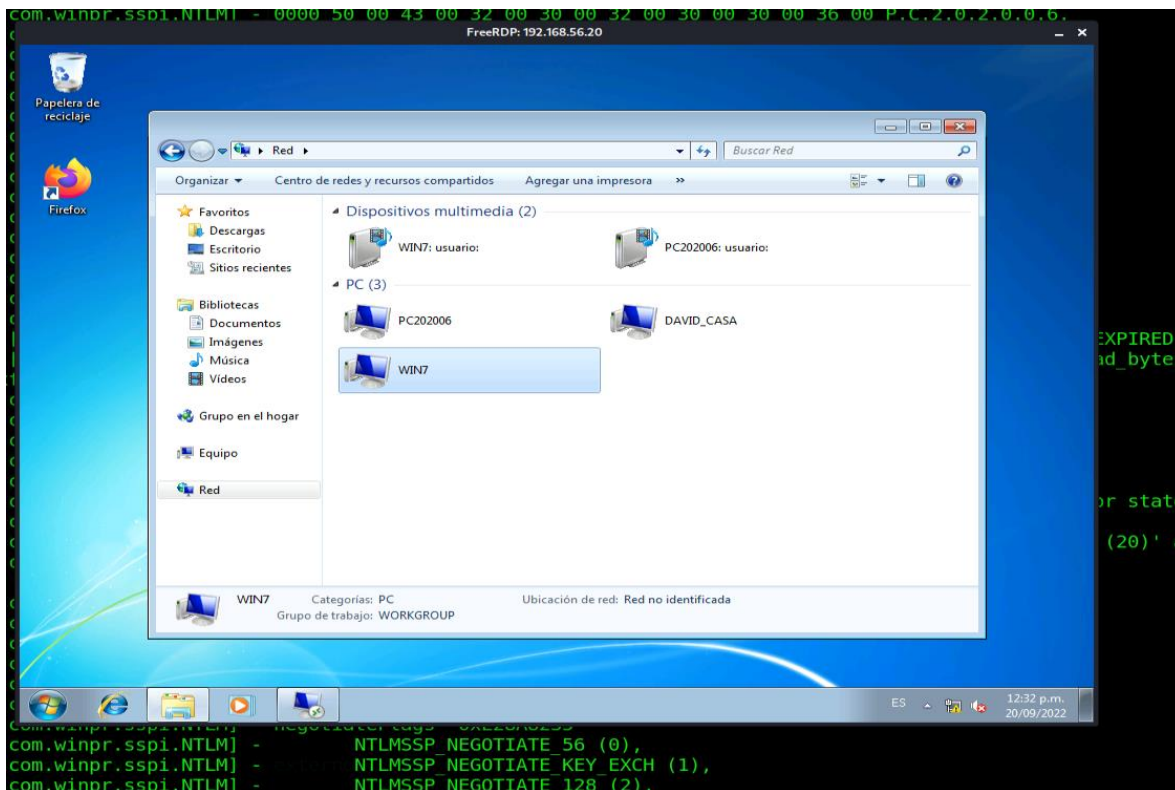 com.winpr.sspi.NTLM] - 0000 50 00 43 00 32 00 30 00 32 00 30 00 30 00 36 00 P.C.2.0.2.0.0.6.
FreeRDP: 192.168.56.20
Papelera de
reciclaje
Firefox
Red
Buscar Red
Organizar
Centro de redes y recursos compartidos
Agregar una impresora
»
Favoritos
Descargas
Escritorio
Sitios recientes
Bibliotecas
Documentos
Imágenes
Música
Vídeos
Grupo en el hogar
Equipo
Red
Dispositivos multimedia (2)
WIN7: usuario:
PC202006: usuario:
PC (3)
PC202006
DAVID_CASA
WIN7
EXPIRED
ad_byte
or stat
(20)'
WIN7
Categorías: PC
Ubicación de red: Red no identificada
Grupo de trabajo: WORKGROUP
ES
12:32 p.m.
20/09/2022
com.winpr.sspi.NTLM] - NTLMSSP_NEGOTIATE_56 (0),
com.winpr.sspi.NTLM] - NTLMSSP_NEGOTIATE_KEY_EXCH (1),
com.winpr.sspi.NTLM] - NTLMSSP_NEGOTIATE_128 (2),